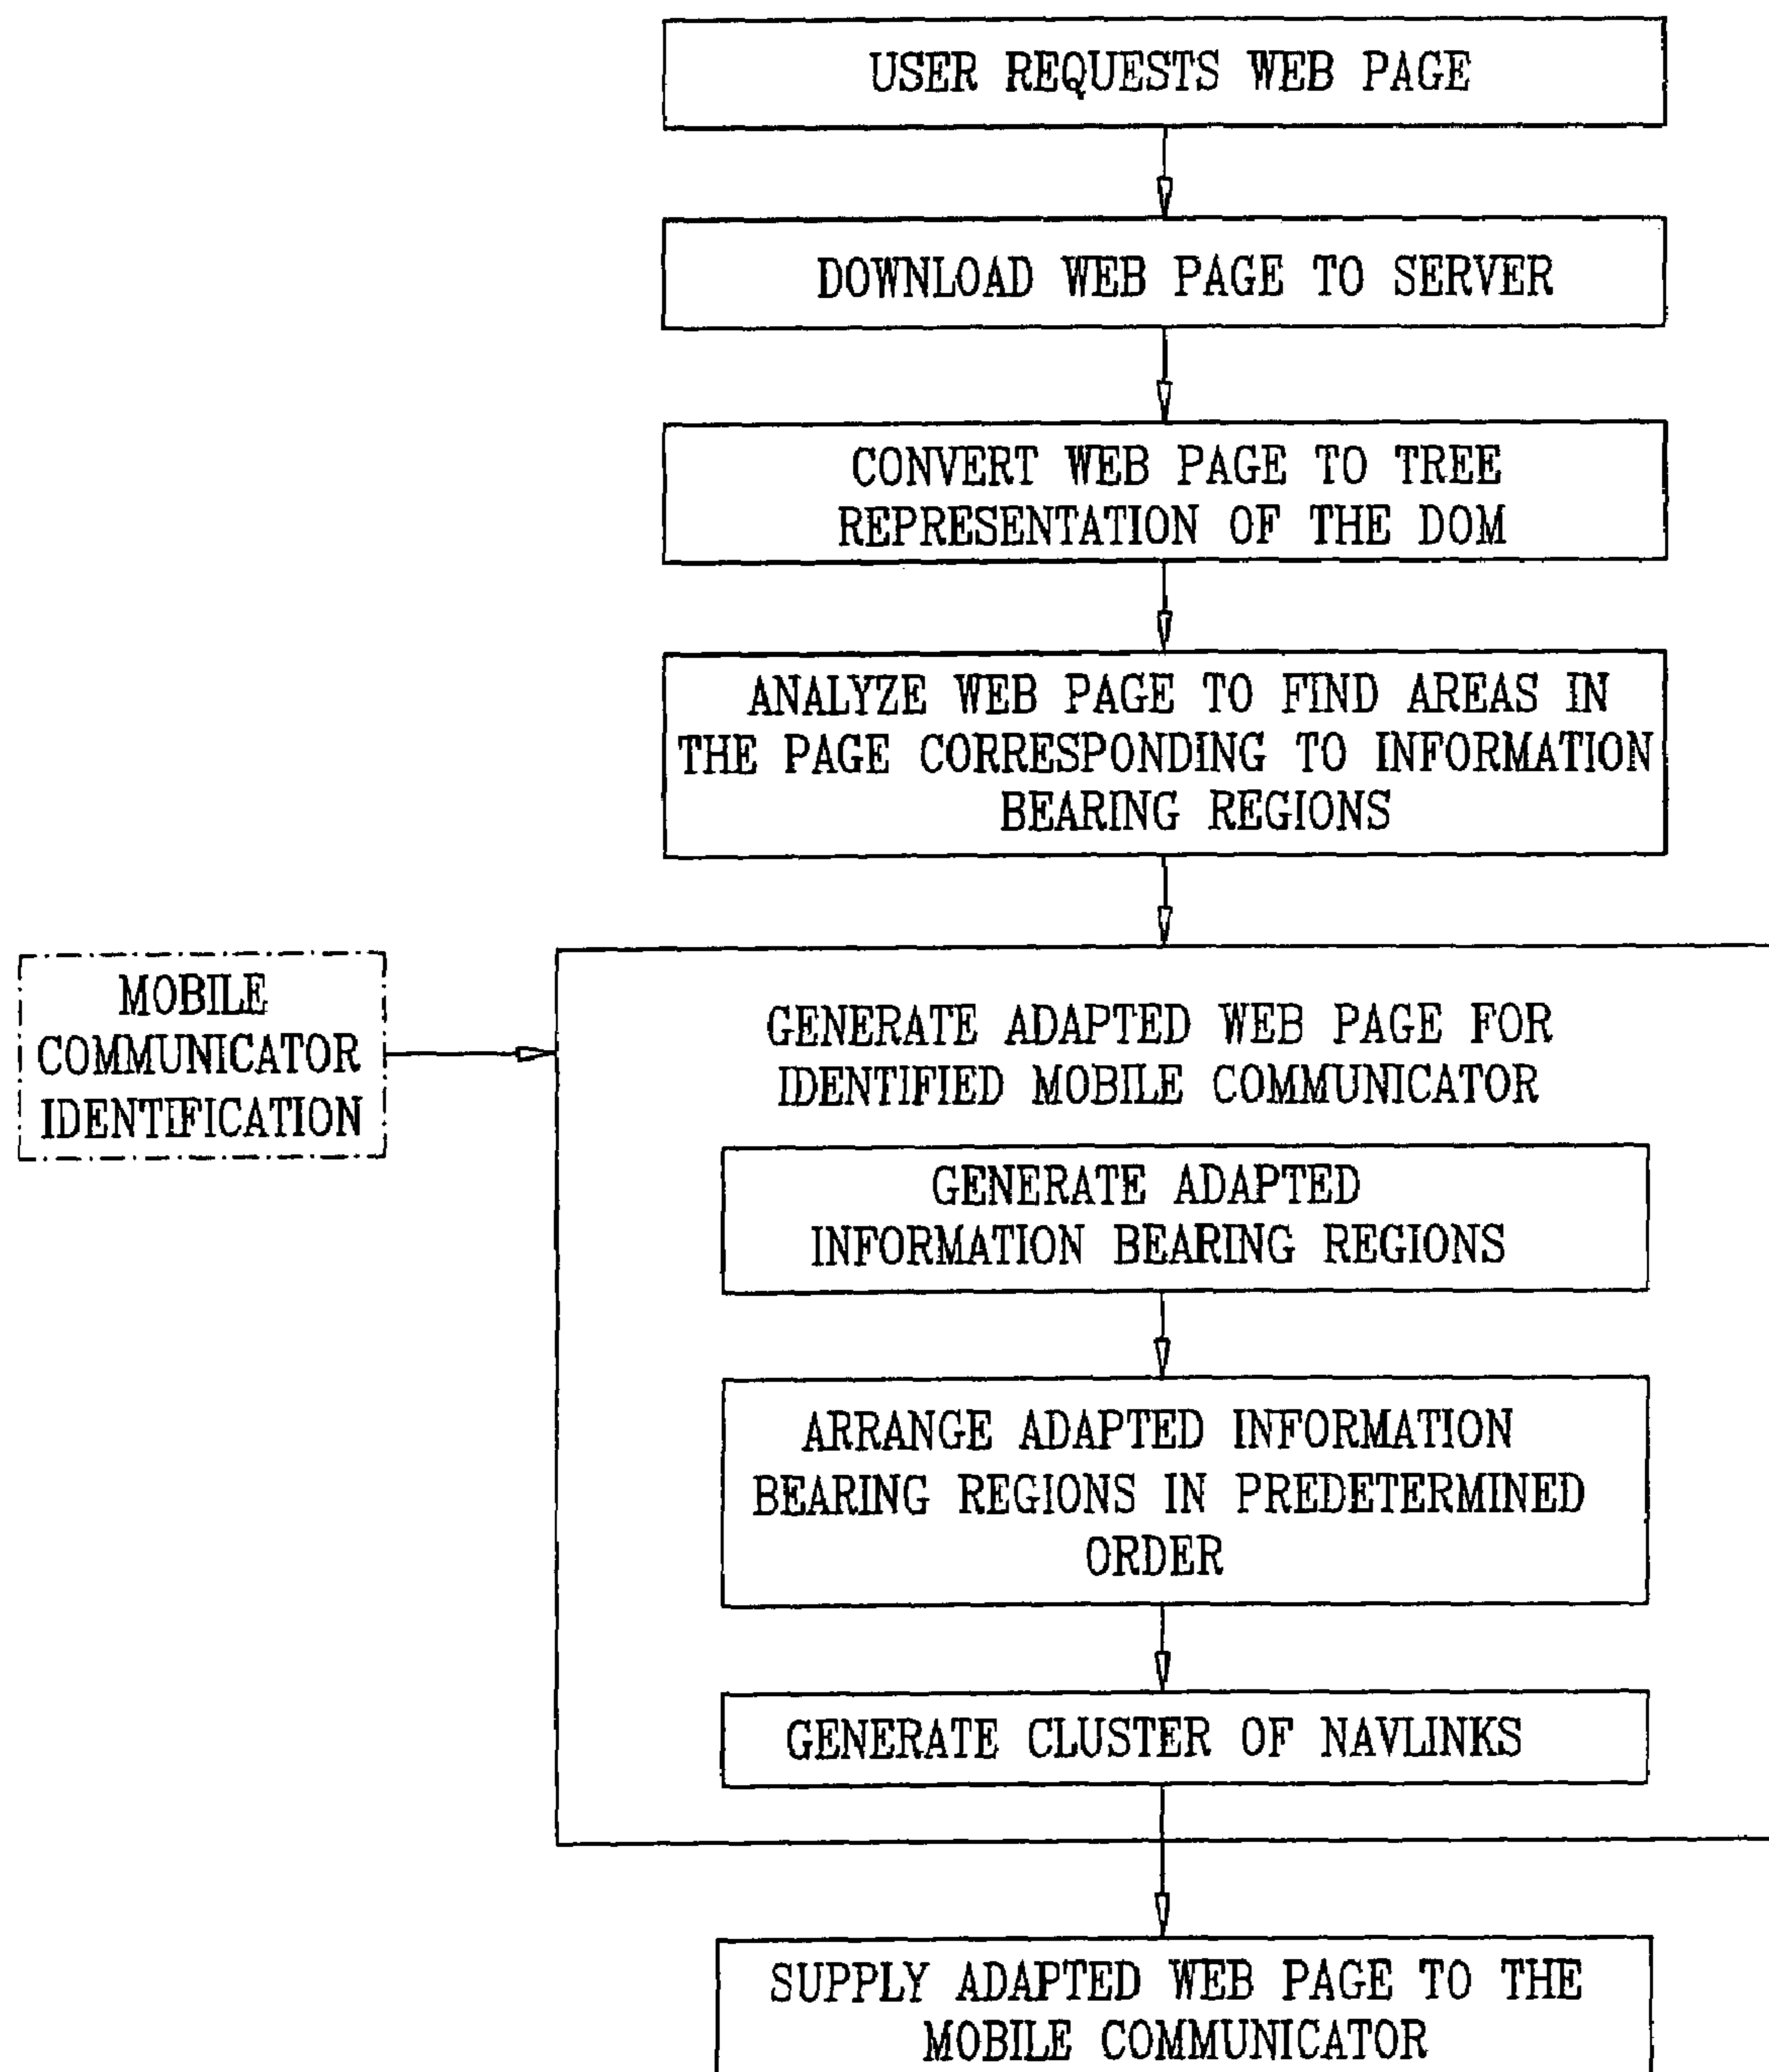 USER REQUESTS WEB PAGE
DOWNLOAD WEB PAGE TO SERVER
CONVERT WEB PAGE TO TREE
REPRESENTATION OF THE DOM
ANALYZE WEB PAGE TO FIND AREAS IN
THE PAGE CORRESPONDING TO INFORMATION
BEARING REGIONS
MOBILE
COMMUNICATOR
IDENTIFICATION
GENERATE ADAPTED WEB PAGE FOR
IDENTIFIED MOBILE COMMUNICATOR
GENERATE ADAPTED
INFORMATION BEARING REGIONS
ARRANGE ADAPTED INFORMATION
BEARING REGIONS IN PREDETERMINED
ORDER
GENERATE CLUSTER OF NAVLINKS
SUPPLY ADAPTED WEB PAGE TO THE
MOBILE COMMUNICATOR